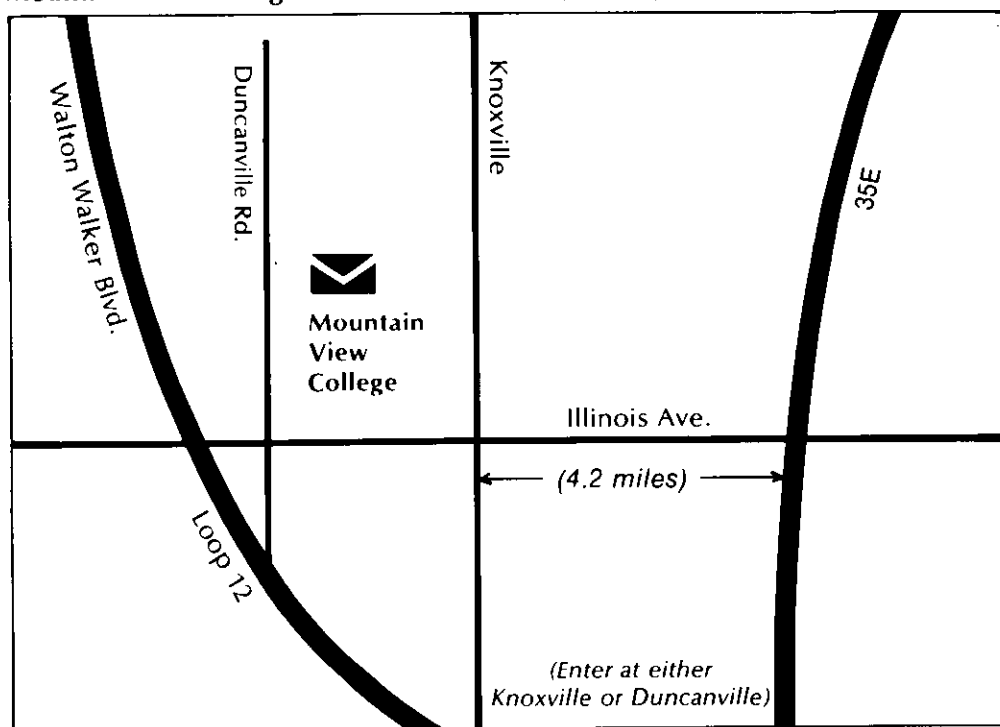 Walton Walker Blvd.
Duncanville Rd.
Knoxville
35E
Mountain
View
College
Illinois Ave.
(4.2 miles)
Loop 12
(Enter at either
Knoxville or Duncanville)